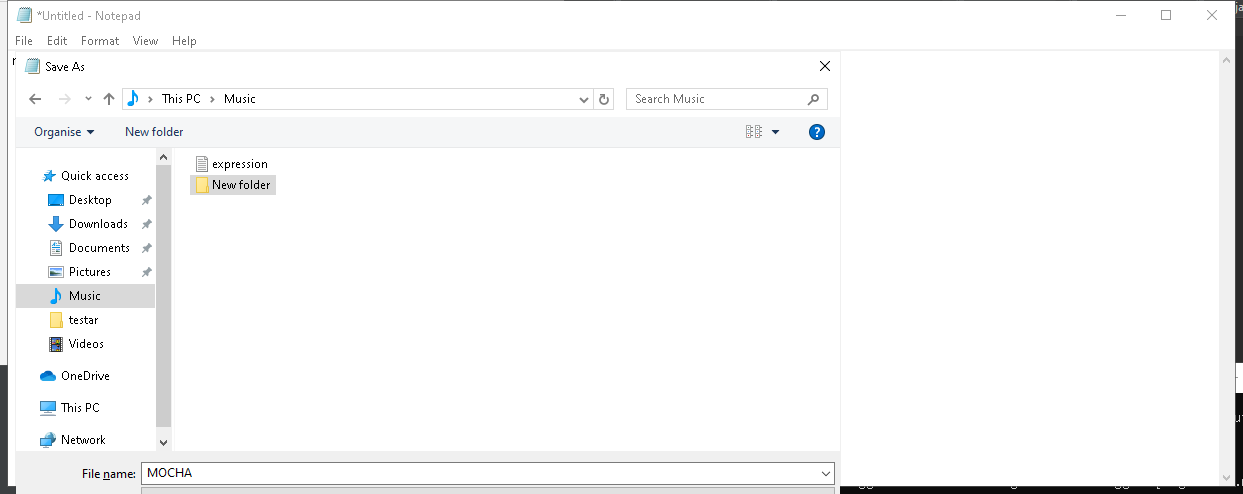 *Untitled - Notepad
File Edit Format View Help
Save As
This PC Music
Search Music
Organise New folder
Quick access
Desktop
Downloads
Documents
Pictures
Music
testar
Videos
OneDrive
This PC
Network
expression
New folder
File name: MOCHA